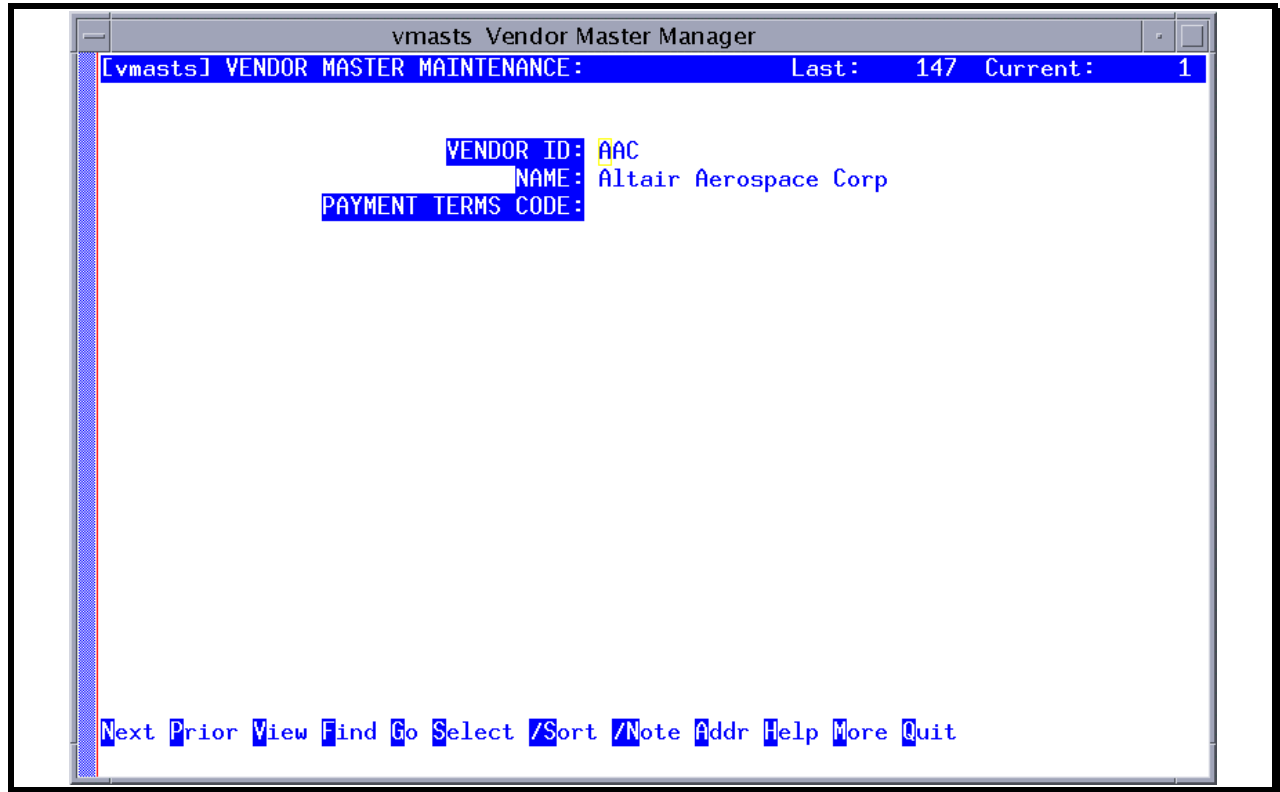 vmasts Vendor Master Manager
[vmasts] VENDOR MASTER MAINTENANCE: Last: 147 Current: 1
VENDOR ID: AAC
NAME: Altair Aerospace Corp
PAYMENT TERMS CODE:
Next Prior View Find Go Select /Sort /Note Addr Help More Quit